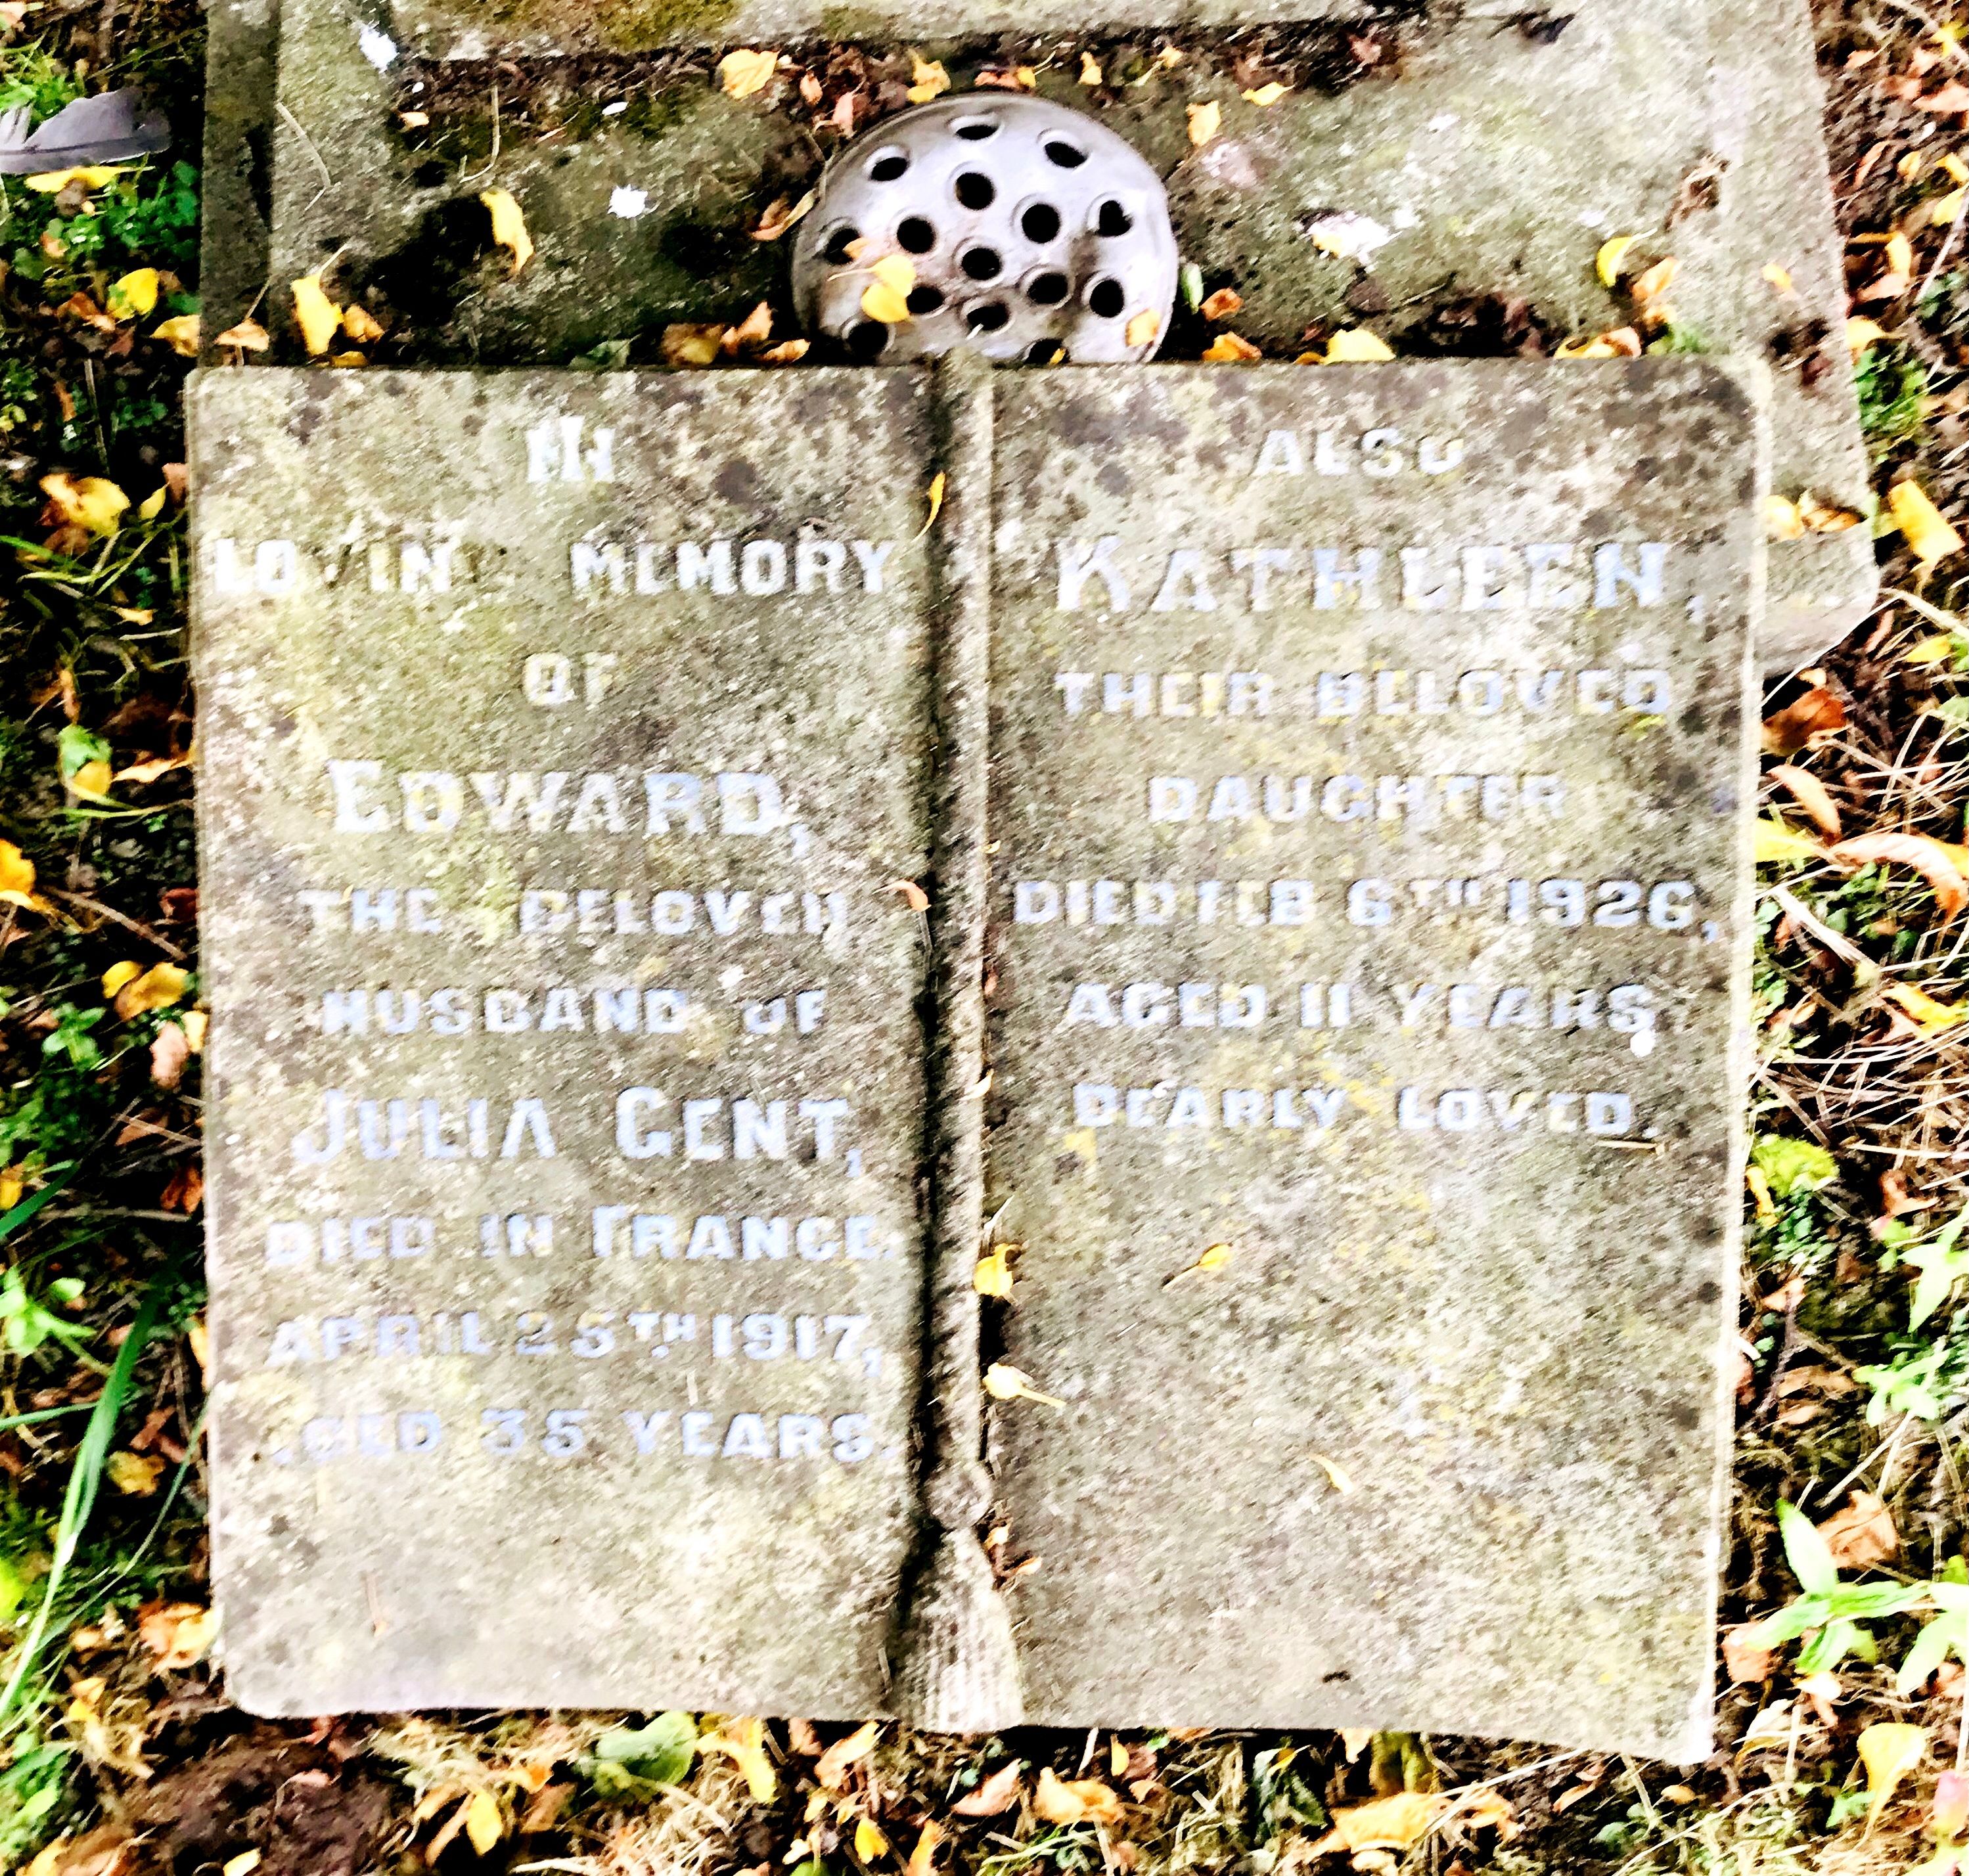 IN
LOVING MEMORY
OF
EDWARD,
THE BELOVED
HUSBAND OF
JULIA GENT,
DIED IN FRANCE
APRIL 25TH 1917,
AGED 35 YEARS.
ALSO
KATHLEEN,
THEIR BELOVED
DAUGHTER
DIED FEB 6TH 1926,
AGED 11 YEARS,
DEARLY LOVED.